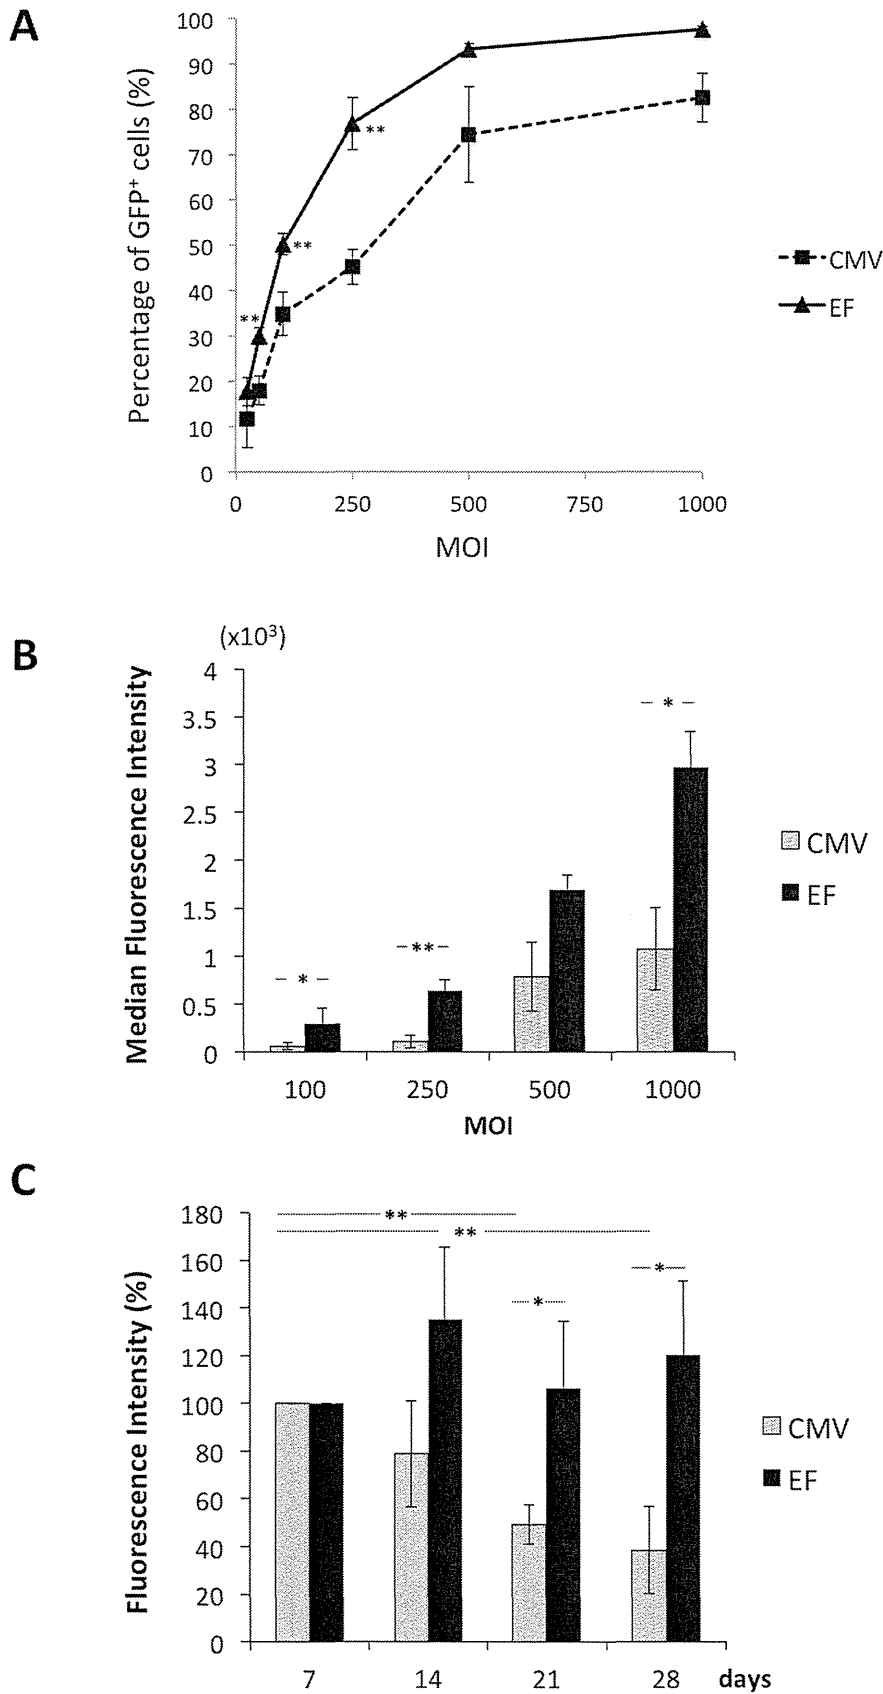 A
Percentage of GFP⁺ cells (%)
100
90
80
70
60
50
40
30
20
10
0
**
**
**
0 250 500 750 1000
MOI
CMV
EF
B
(x10³)
Median Fluorescence Intensity
4
3.5
3
2.5
2
1.5
1
0.5
0
*
**
*
100 250 500 1000
MOI
CMV
EF
C
Fluorescence Intensity (%)
180
160
140
120
100
80
60
40
20
0
**
**
*
*
7 14 21 28 days
CMV
EF